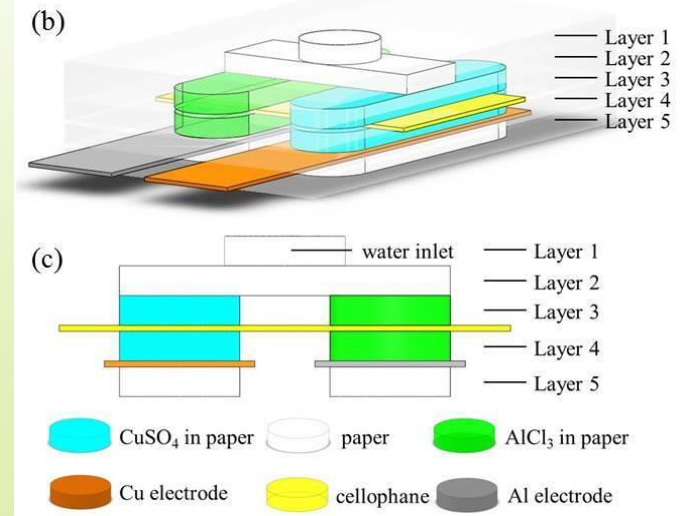 (b)
Layer 1
Layer 2
Layer 3
Layer 4
Layer 5
(c)
water inlet
Layer 1
Layer 2
Layer 3
Layer 4
Layer 5
CuSO₄ in paper
paper
AlCl₃ in paper
Cu electrode
cellophane
Al electrode